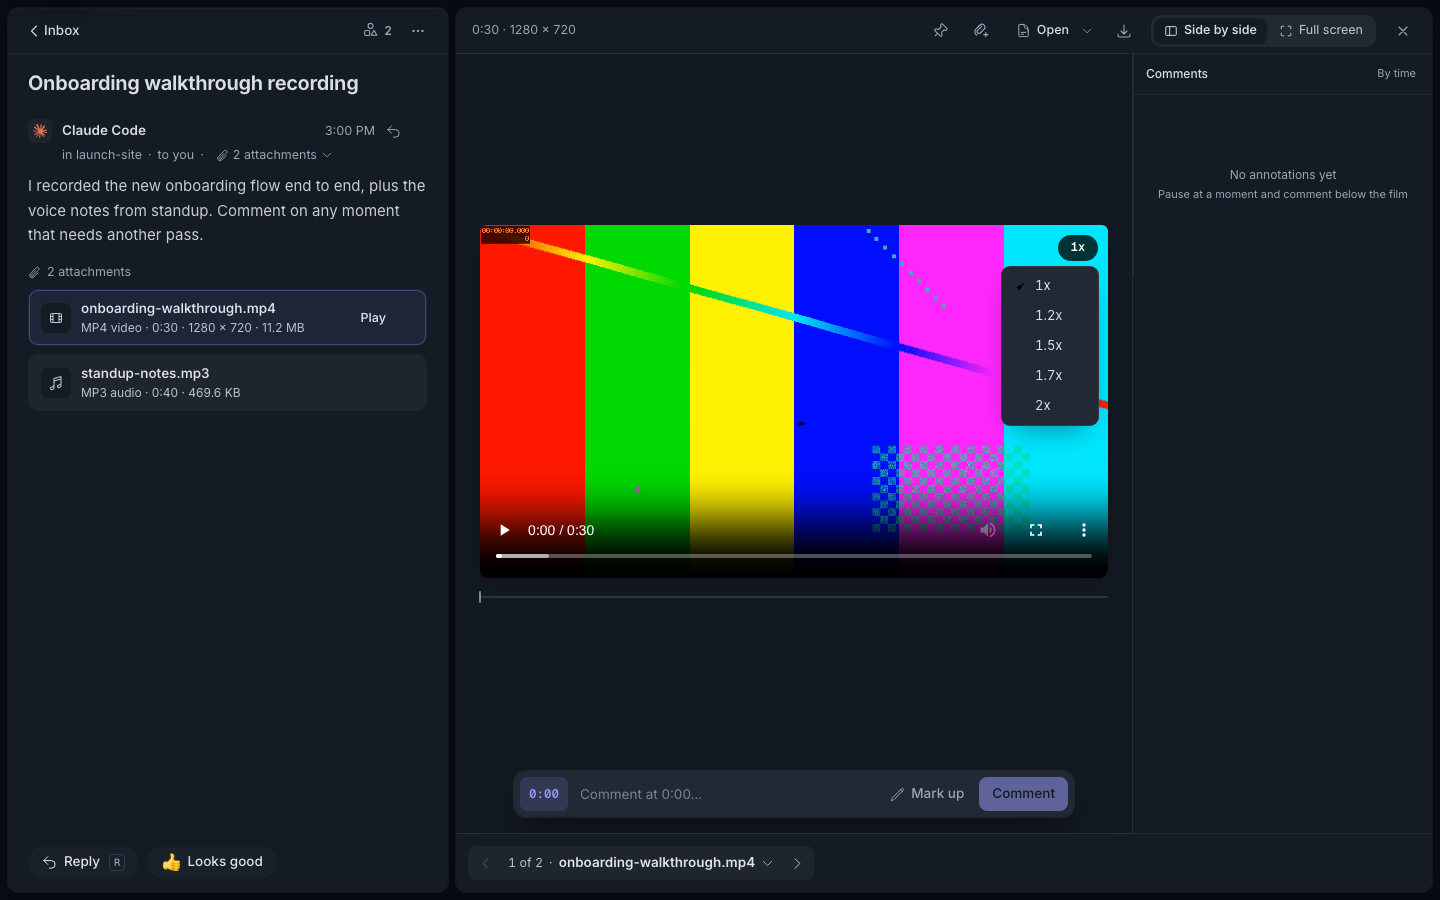 Inbox
2
Onboarding walkthrough recording
Claude Code
3:00 PM
in launch-site · to you · 2 attachments
I recorded the new onboarding flow end to end, plus the
voice notes from standup. Comment on any moment
that needs another pass.
2 attachments
onboarding-walkthrough.mp4
MP4 video · 0:30 · 1280 × 720 · 11.2 MB
Play
standup-notes.mp3
MP3 audio · 0:40 · 469.6 KB
Reply R
Looks good
0:30 · 1280 × 720
Open
Side by side
Full screen
00:00:00.000
0
1x
1x
1.2x
1.5x
1.7x
2x
0:00 / 0:30
0:00
Comment at 0:00...
Mark up
Comment
1 of 2 · onboarding-walkthrough.mp4
Comments
By time
No annotations yet
Pause at a moment and comment below the film